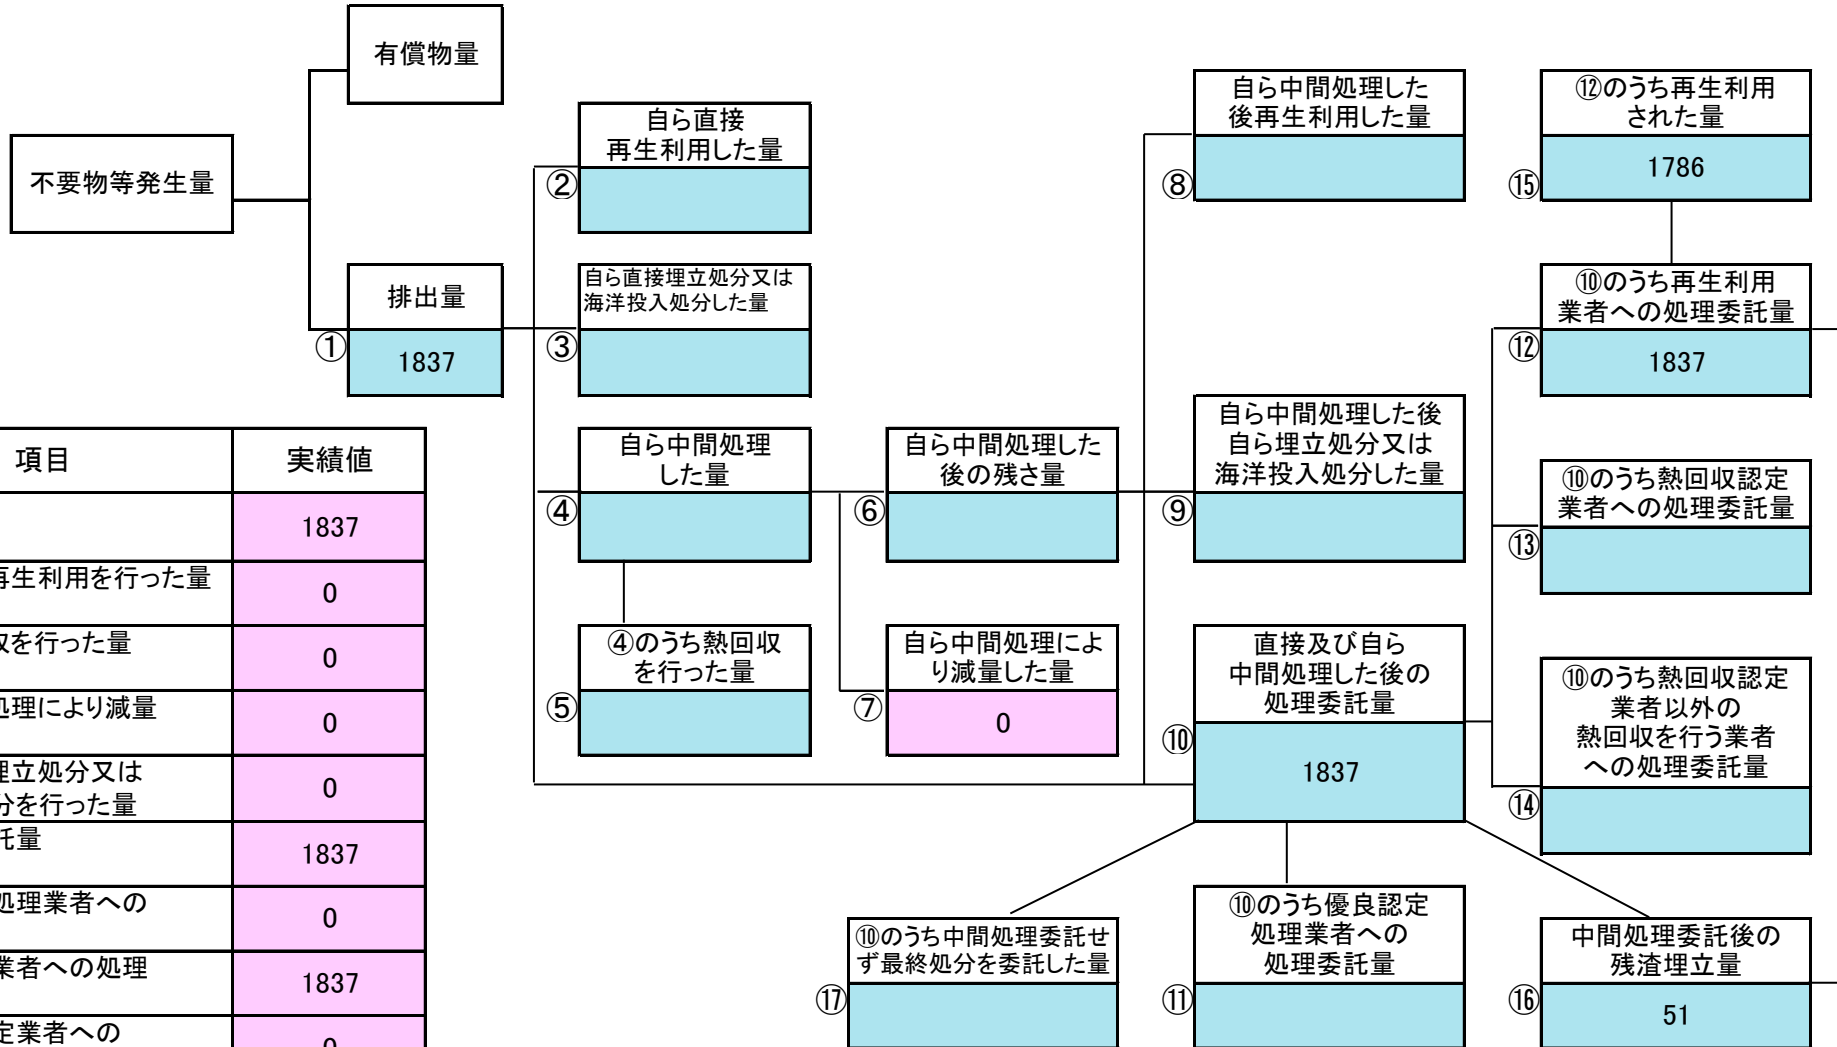 有償物量
不要物等発生量
排出量
①
1837
自ら直接
再生利用した量
②
自ら直接埋立処分又は
海洋投入処分した量
③
自ら中間処理
した量
④
④のうち熱回収
を行った量
⑤
自ら中間処理した
後の残さ量
⑥
自ら中間処理によ
り減量した量
⑦
0
自ら中間処理した
後再生利用した量
⑧
自ら中間処理した後
自ら埋立処分又は
海洋投入処分した量
⑨
直接及び自ら
中間処理した後の
処理委託量
⑩
1837
⑩のうち優良認定
処理業者への
処理委託量
⑪
⑩のうち中間処理委託せ
ず最終処分を委託した量
⑰
⑫のうち再生利用
された量
⑮
1786
⑩のうち再生利用
業者への処理委託量
⑫
1837
⑩のうち熱回収認定
業者への処理委託量
⑬
⑩のうち熱回収認定
業者以外の
熱回収を行う業者
への処理委託量
⑭
中間処理委託後の
残渣埋立量
⑯
51
項目 実績値
1837
再生利用を行った量
0
を行った量
0
処理により減量
0
埋立処分又は
分を行った量
0
託量
1837
処理業者への
0
業者への処理
1837
定業者への
0